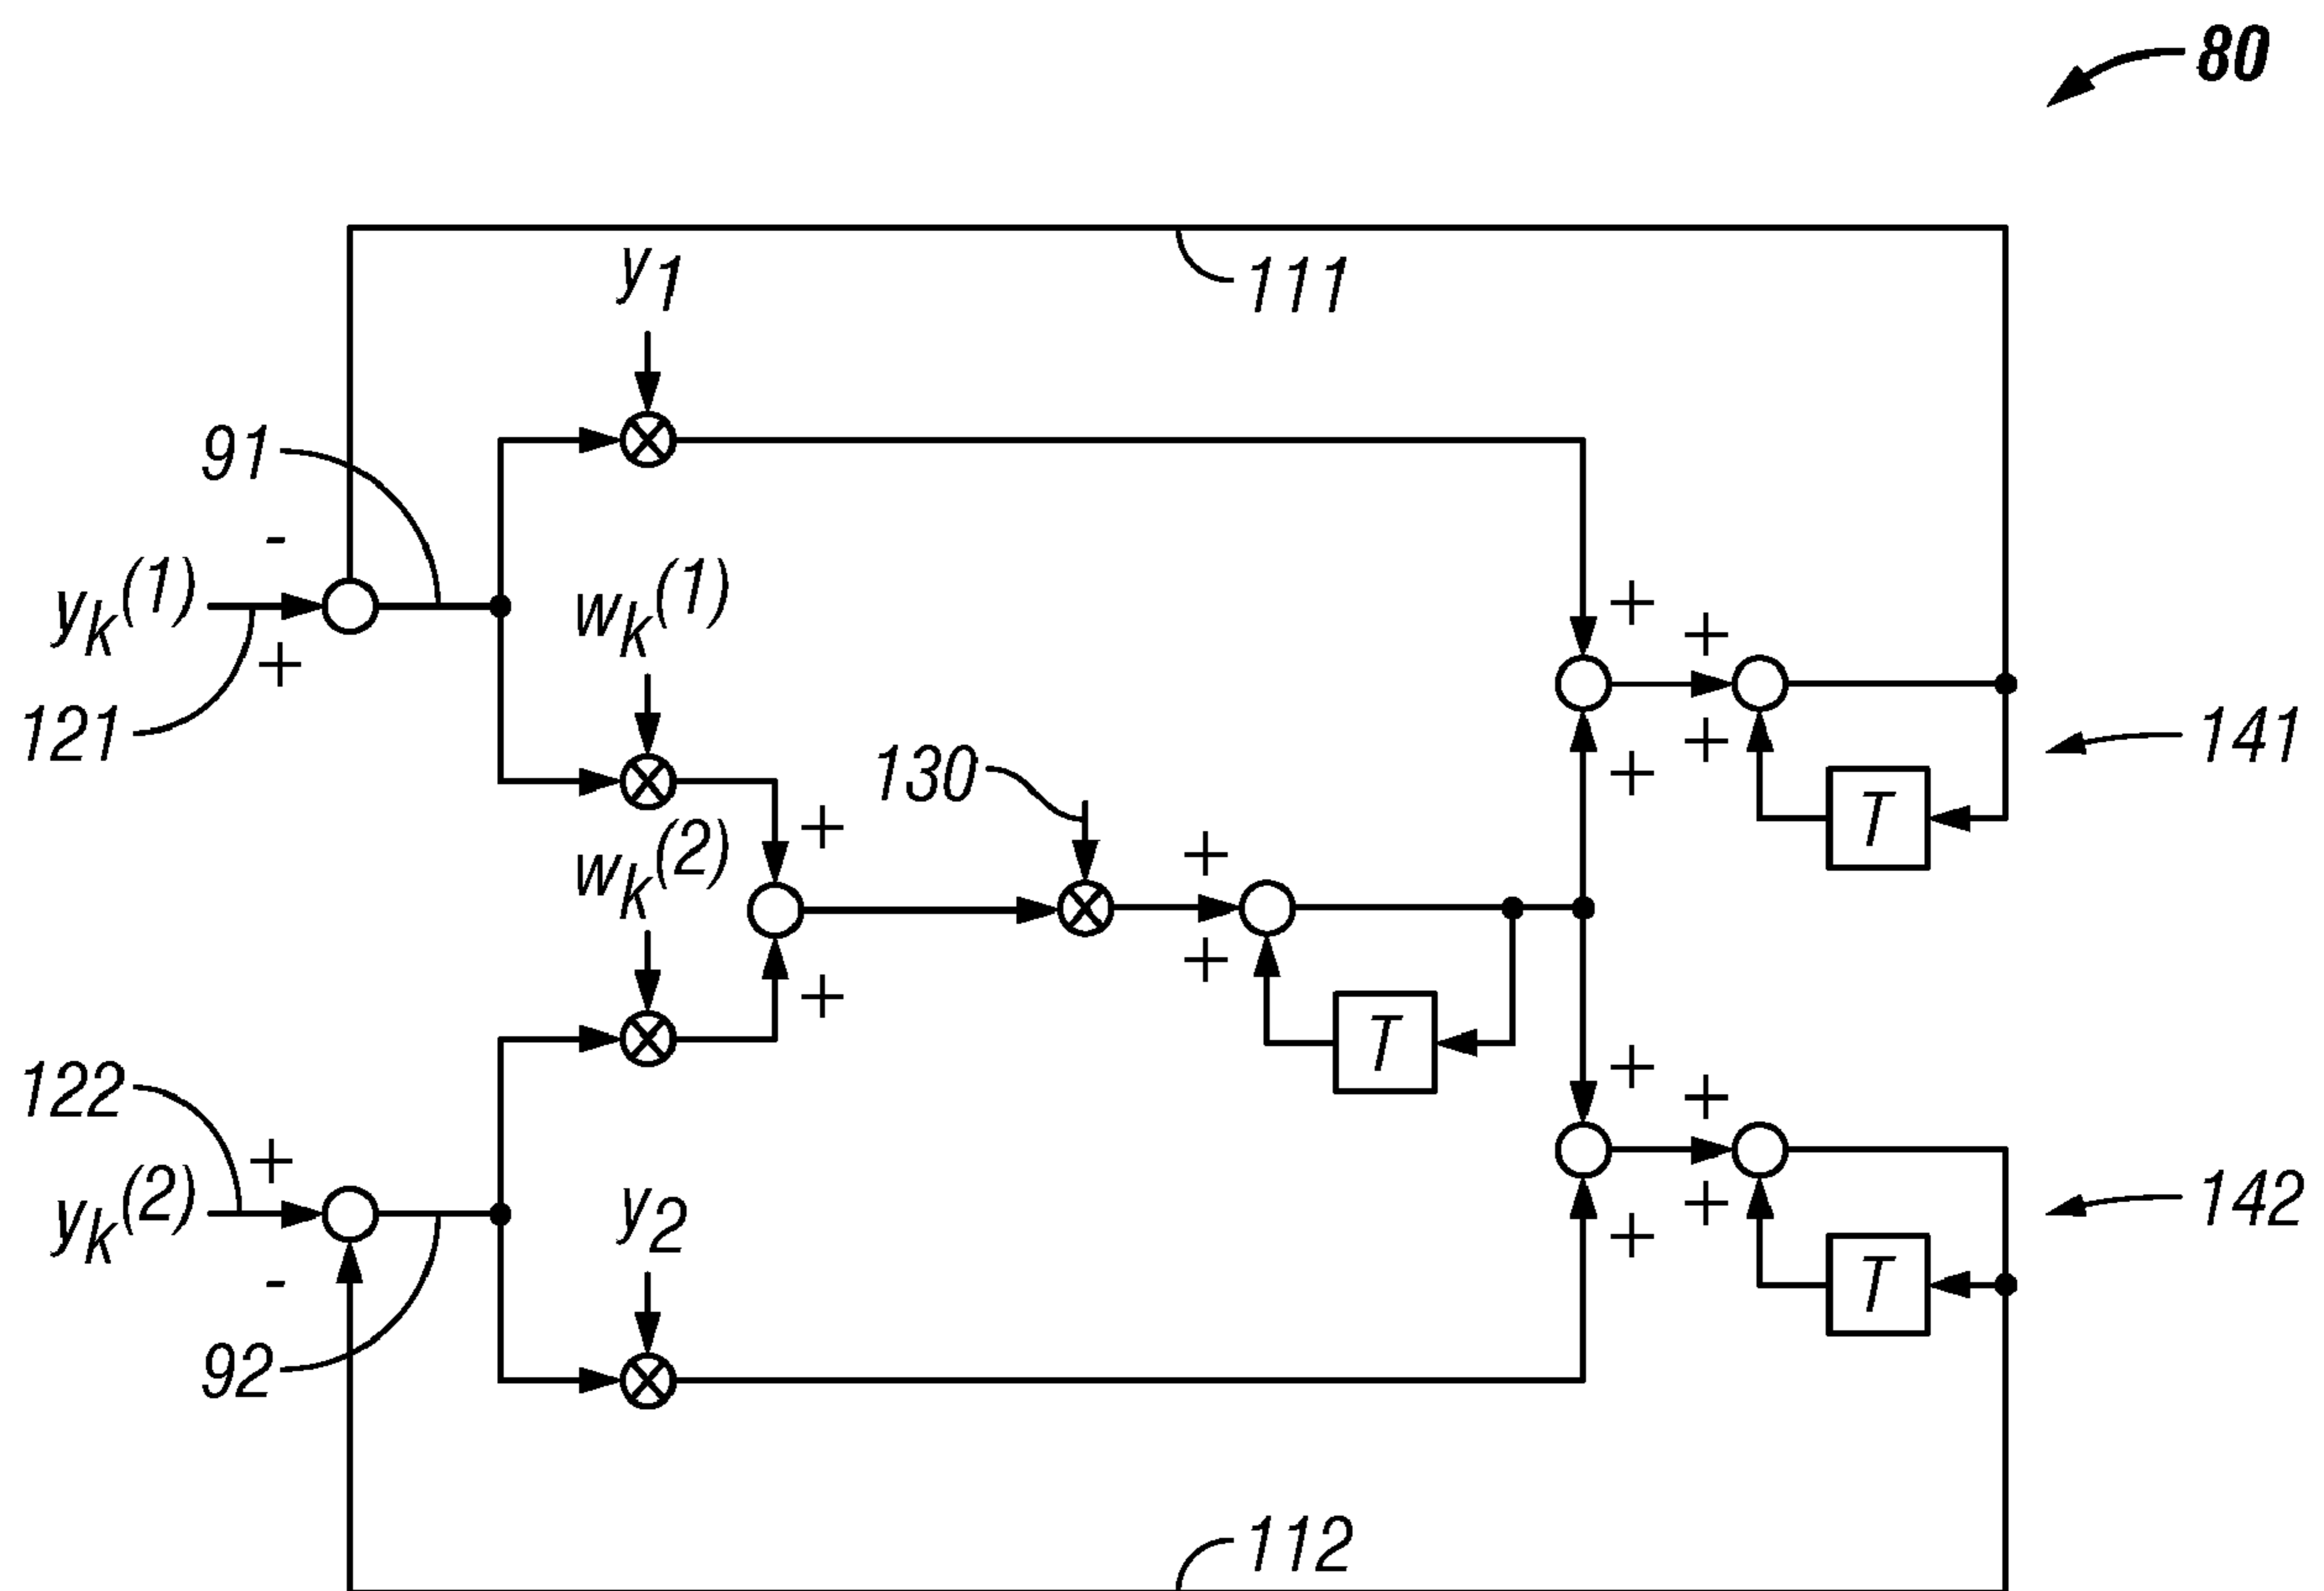 80
y1
111
91
-
yk(1)
+
121
wk(1)
+
+
+
+
141
T
130
+
+
wk(2)
+
+
T
122
+
yk(2)
-
92
y2
+
+
+
+
142
T
112